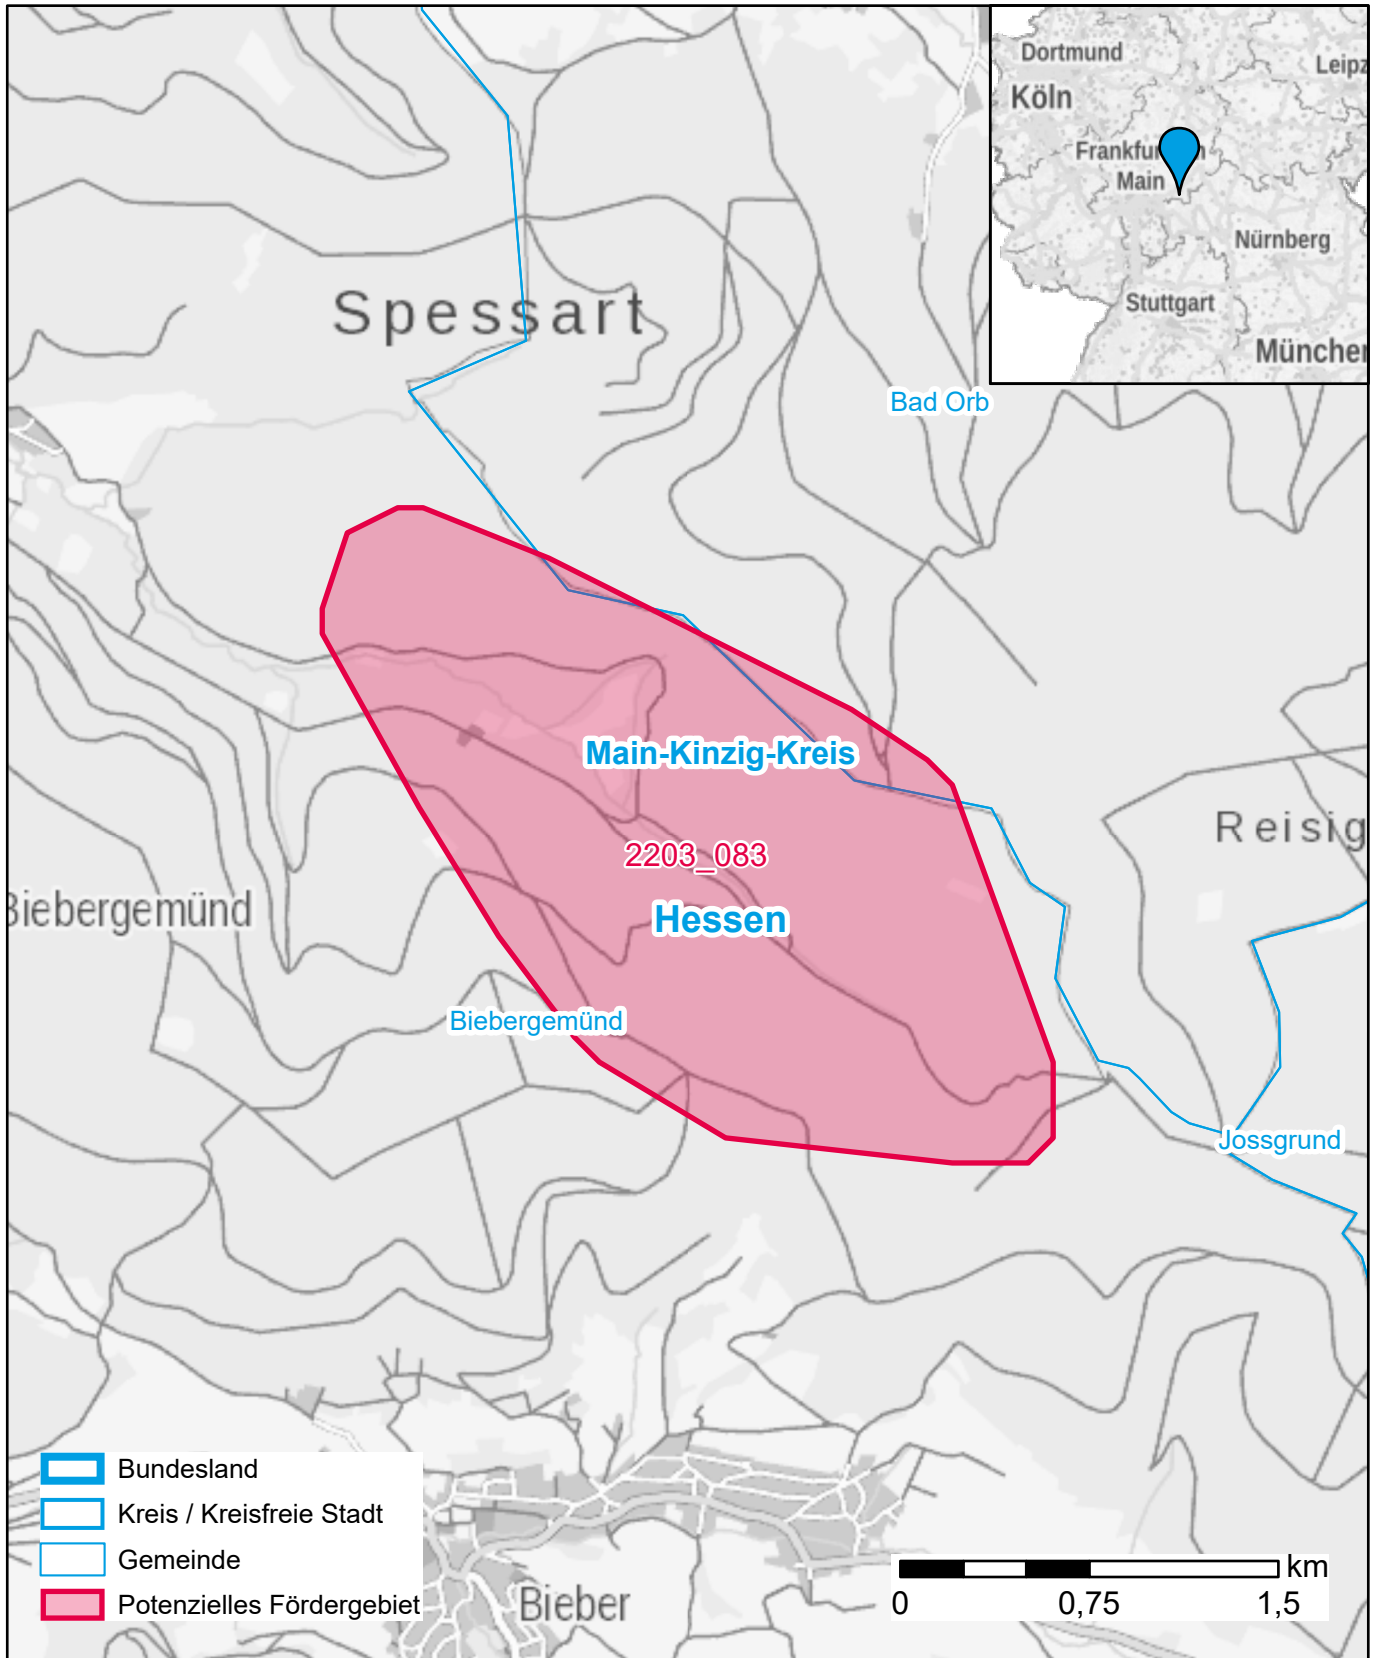 Dortmund
Leipz
Köln
Frankfu n
Main
Nürnberg
Stuttgart
München
Spessart
Bad Orb
Main-Kinzig-Kreis
Reisig
2203_083
Biebergemünd
Hessen
Biebergemünd
Jossgrund
Bundesland
Kreis / Kreisfreie Stadt
Gemeinde
Potenzielles Fördergebiet
Bieber
km
0 0,75 1,5